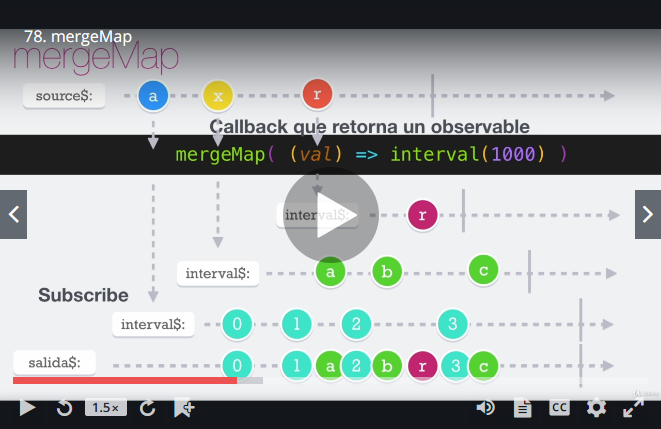 78. mergeMap
mergeMap
source$: a x r
Callback que retorna un observable
mergeMap( (val) => interval(1000) )
interval$: r
interval$: a b c
Subscribe
interval$: 0 1 2 3
salida$: 0 1 a 2 b r 3 c
1.5×
CC